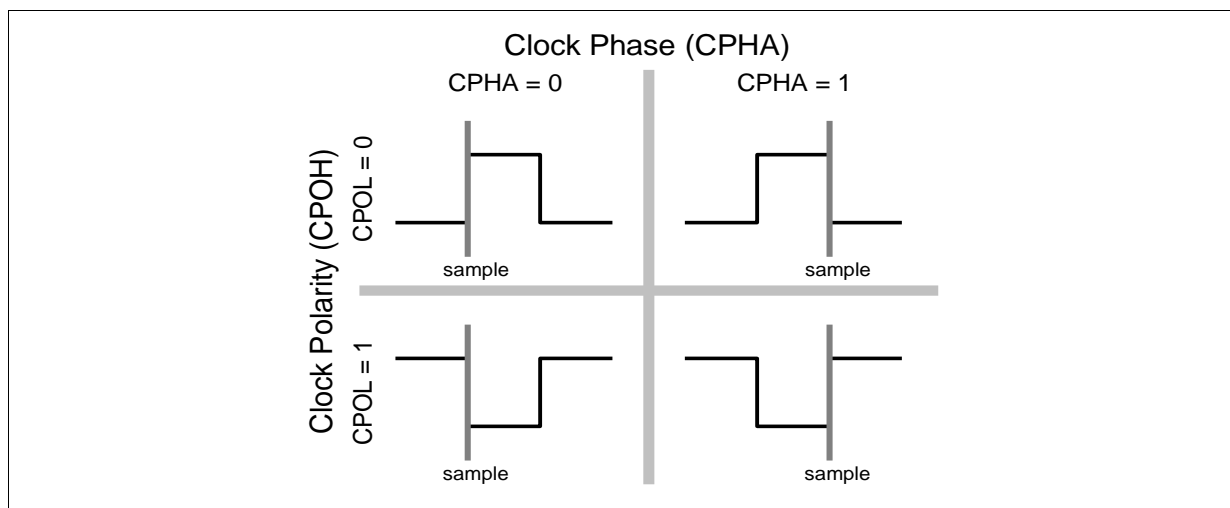 Clock Phase (CPHA)
CPHA = 0
CPHA = 1
Clock Polarity (CPOH)
CPOL = 0
sample
sample
CPOL = 1
sample
sample